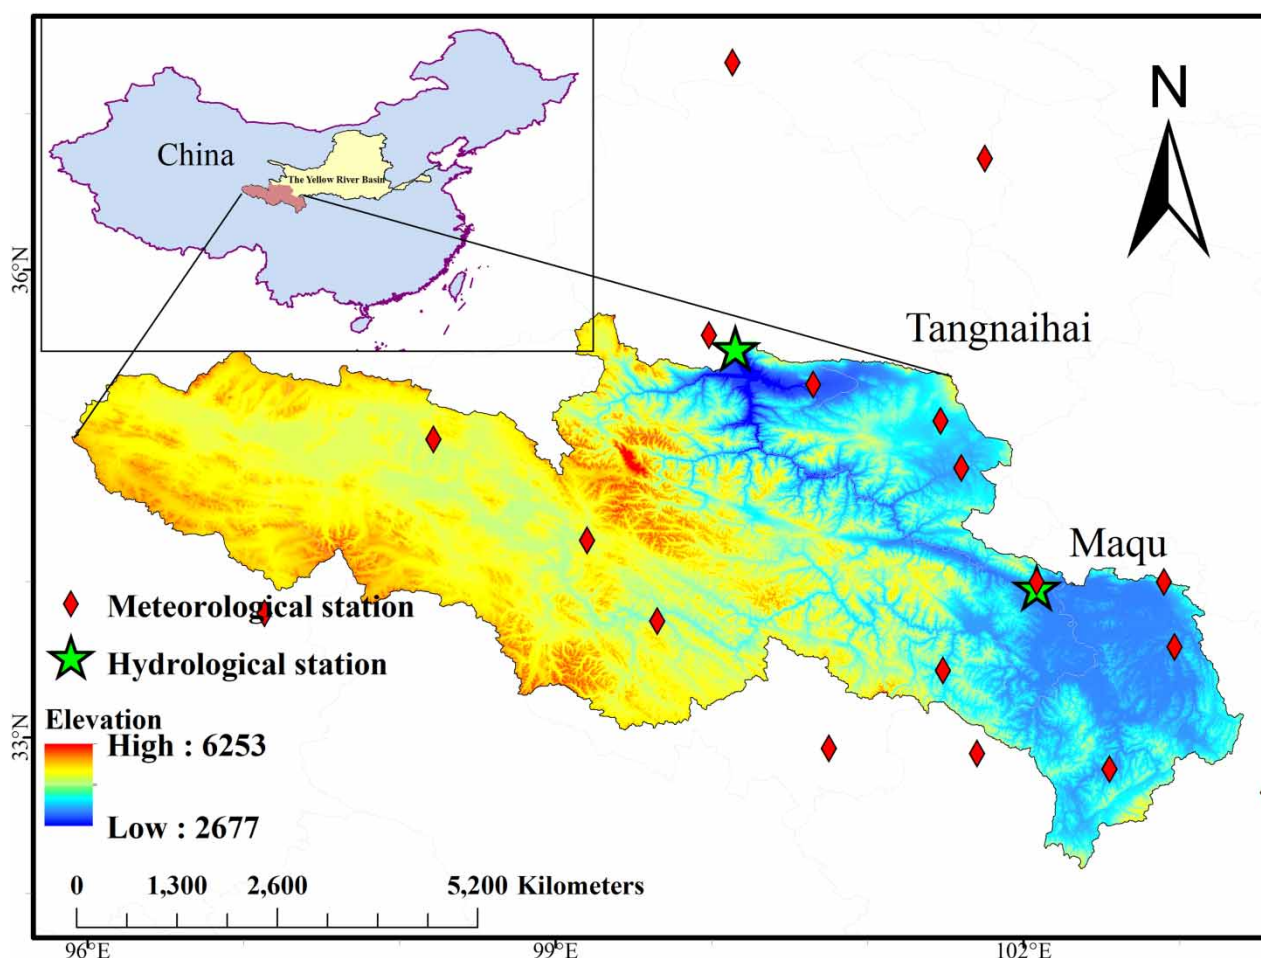 N
China
The Yellow River Basin
36°N
Tangnaihai
Maqu
Meteorological station
Hydrological station
Elevation
High : 6253
33°N
Low : 2677
0 1,300 2,600 5,200 Kilometers
96°E 99°E 102°E